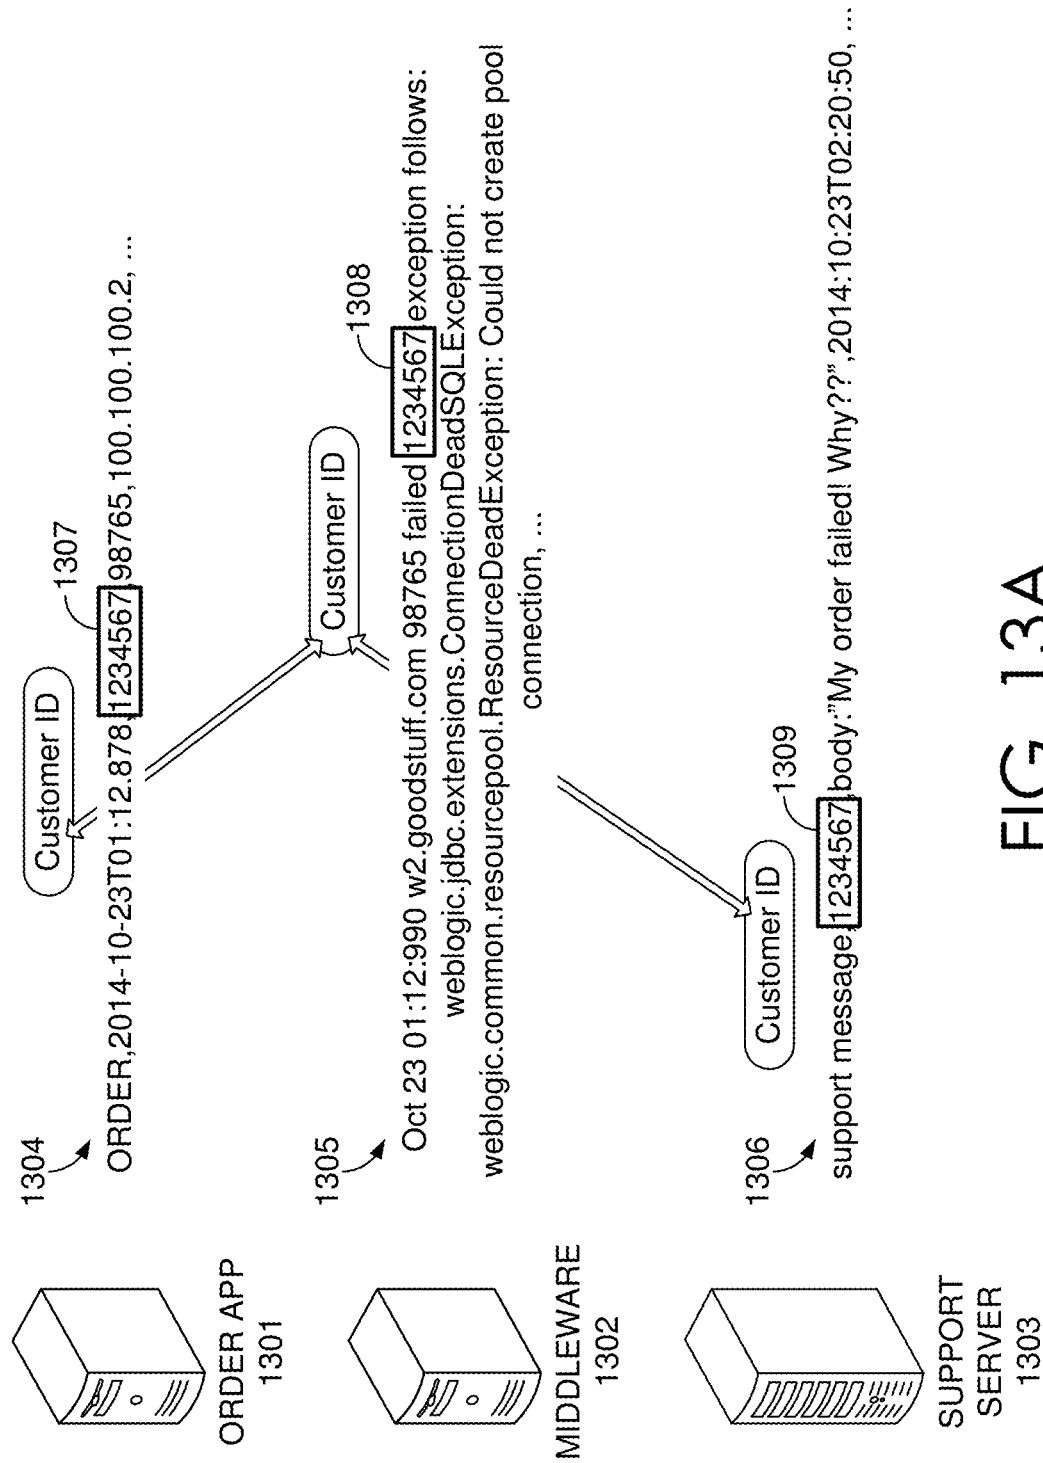 ORDER APP
1301
1304
Customer ID
1307
ORDER,2014-10-23T01:12.878,1234567,98765,100.100.100.2, ...
MIDDLEWARE
1302
1305
Customer ID
1308
Oct 23 01:12:990 w2.goodstuff.com 98765 failed 1234567,exception follows:
weblogic.jdbc.extensions.ConnectionDeadSQLException:
weblogic.common.resourcepool.ResourceDeadException: Could not create pool
connection, ...
SUPPORT
SERVER
1303
1306
Customer ID
1309
support message,1234567,body:"My order failed! Why??",2014:10:23T02:20:50, ...
FIG. 13A